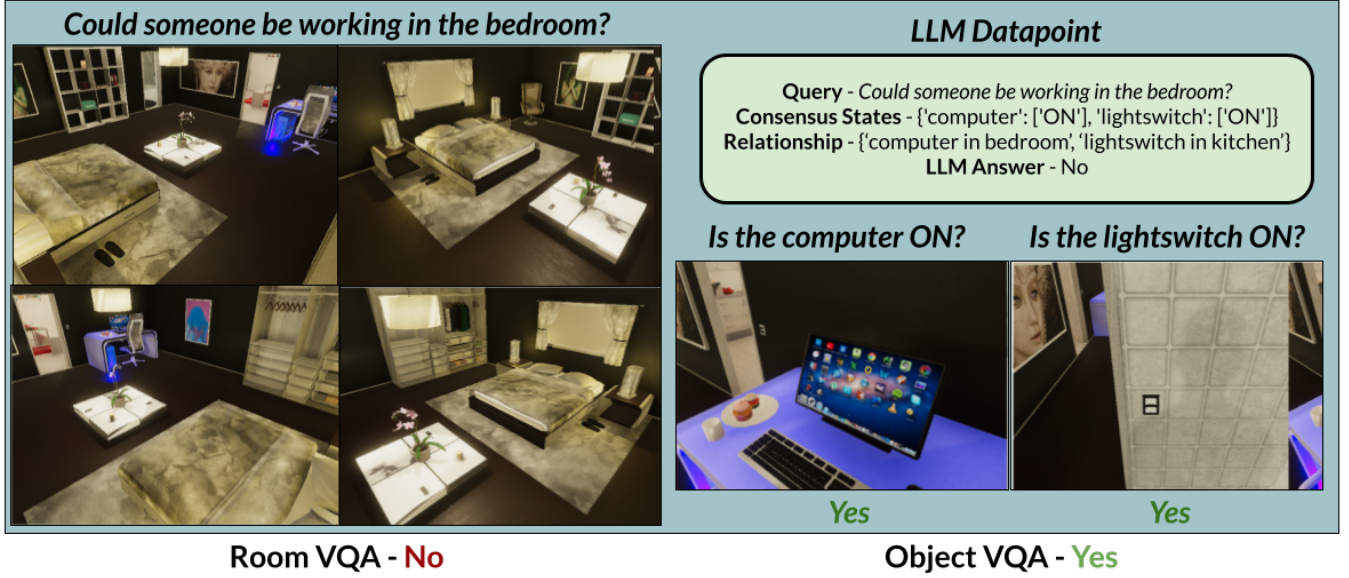 Could someone be working in the bedroom?
LLM Datapoint
Query - Could someone be working in the bedroom?
Consensus States - {'computer': ['ON'], 'lightswitch': ['ON']}
Relationship - {‘computer in bedroom’, ‘lightswitch in kitchen’}
LLM Answer - No
Is the computer ON?
Is the lightswitch ON?
Yes
Yes
Room VQA - No
Object VQA - Yes